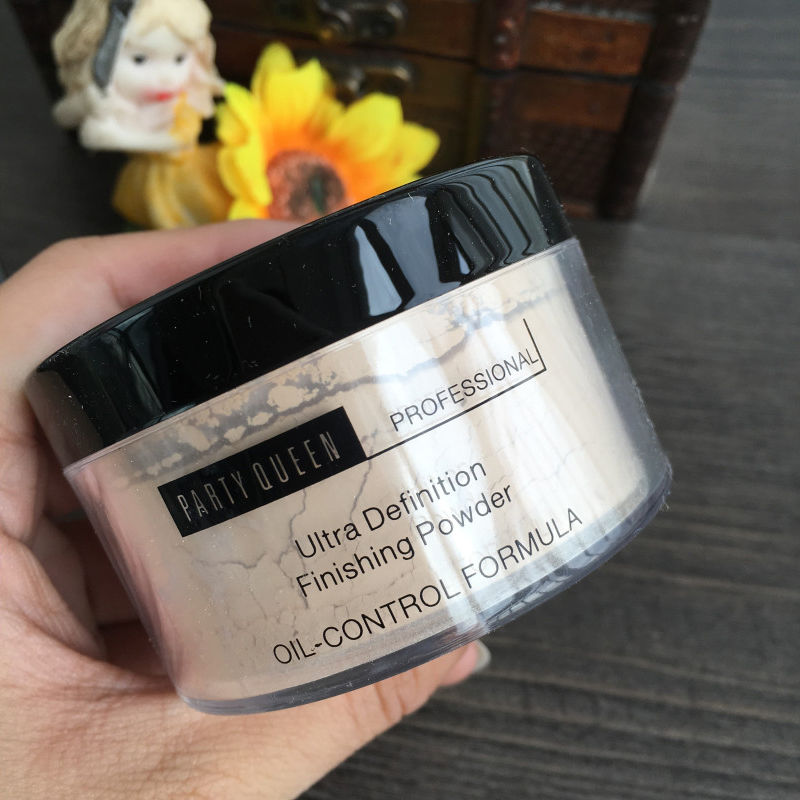 PARTY QUEEN
PROFESSIONAL
Ultra Definition
Finishing Powder
OIL-CONTROL FORMULA